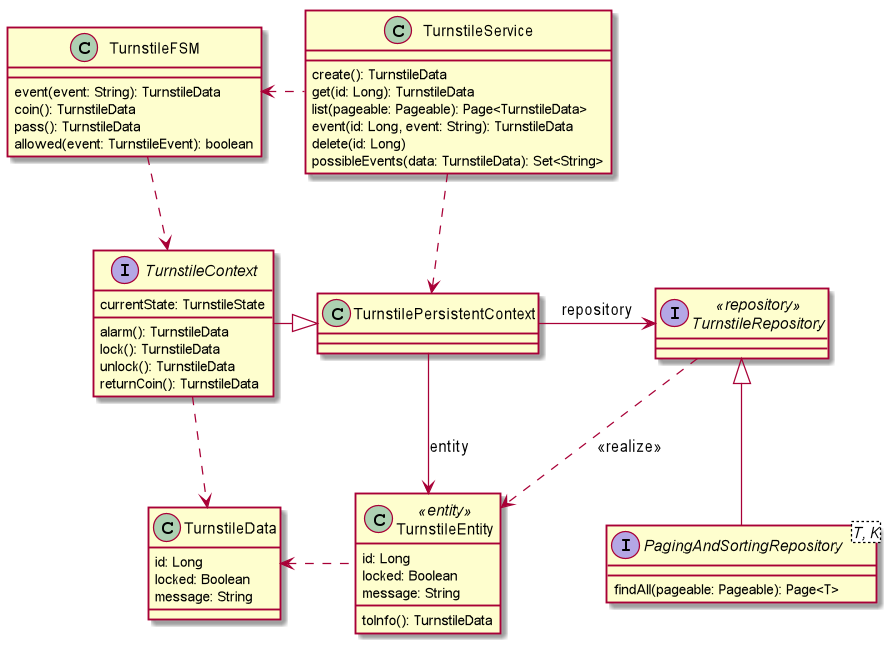 C TurnstileFSM
event(event: String): TurnstileData
coin(): TurnstileData
pass(): TurnstileData
allowed(event: TurnstileEvent): boolean
C TurnstileService
create(): TurnstileData
get(id: Long): TurnstileData
list(pageable: Pageable): Page<TurnstileData>
event(id: Long, event: String): TurnstileData
delete(id: Long)
possibleEvents(data: TurnstileData): Set<String>
I TurnstileContext
currentState: TurnstileState
alarm(): TurnstileData
lock(): TurnstileData
unlock(): TurnstileData
returnCoin(): TurnstileData
C TurnstilePersistentContext
repository
I «repository»
TurnstileRepository
entity
«realize»
C TurnstileData
id: Long
locked: Boolean
message: String
C «entity»
TurnstileEntity
id: Long
locked: Boolean
message: String
toInfo(): TurnstileData
I PagingAndSortingRepository
T, K
findAll(pageable: Pageable): Page<T>